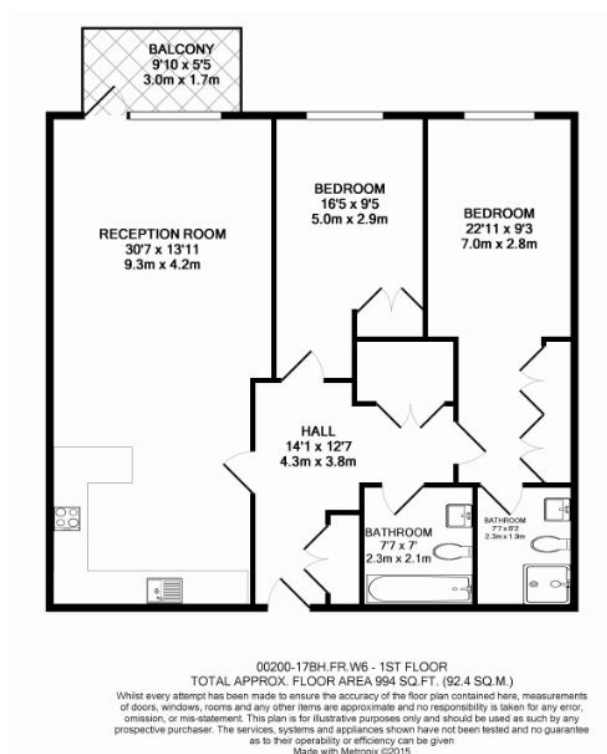 BALCONY
9'10 x 5'5
3.0m x 1.7m
BEDROOM
16'5 x 9'5
5.0m x 2.9m
BEDROOM
22'11 x 9'3
7.0m x 2.8m
RECEPTION ROOM
30'7 x 13'11
9.3m x 4.2m
HALL
14'1 x 12'7
4.3m x 3.8m
BATHROOM
7'7 x 7'
2.3m x 2.1m
BATHROOM
7'7 x 6'2
2.3m x 1.9m
00200-17BH.FR.W6 - 1ST FLOOR
TOTAL APPROX. FLOOR AREA 994 SQ.FT. (92.4 SQ.M.)
Whilst every attempt has been made to ensure the accuracy of the floor plan contained here, measurements
of doors, windows, rooms and any other items are approximate and no responsibility is taken for any error,
omission, or mis-statement. This plan is for illustrative purposes only and should be used as such by any
prospective purchaser. The services, systems and appliances shown have not been tested and no guarantee
as to their operability or efficiency can be given
Made with Metropix ©2015